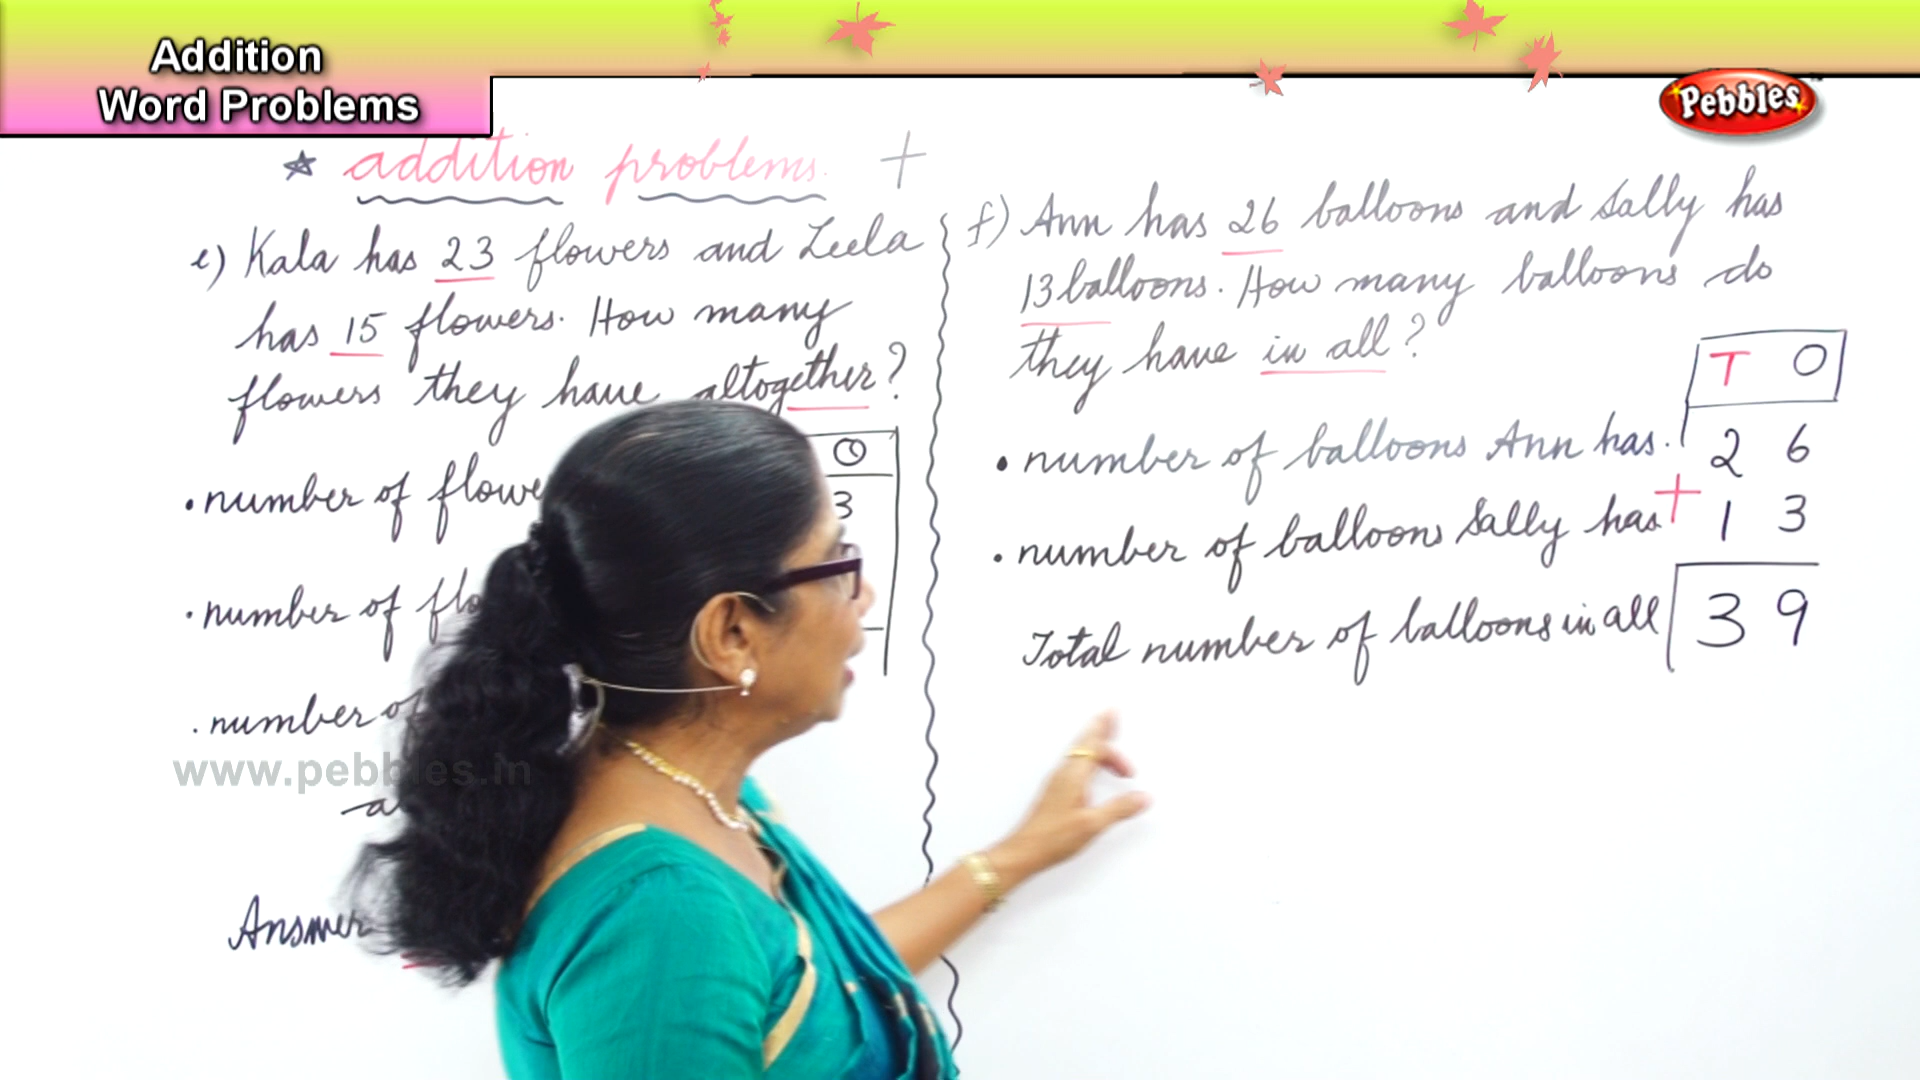 Addition
Word Problems
Pebbles
addition problems. +
e) Kala has 23 flowers and Leela
has 15 flowers. How many
flowers they have altogether?
O
number of
3
number of
number of
www.pebbles.in
Answer
f) Ann has 26 balloons and Sally has
13 balloons. How many balloons do
they have in all?
T O
number of balloons Ann has. 2 6
number of balloons Sally has + 1 3
Total number of balloons in all 3 9